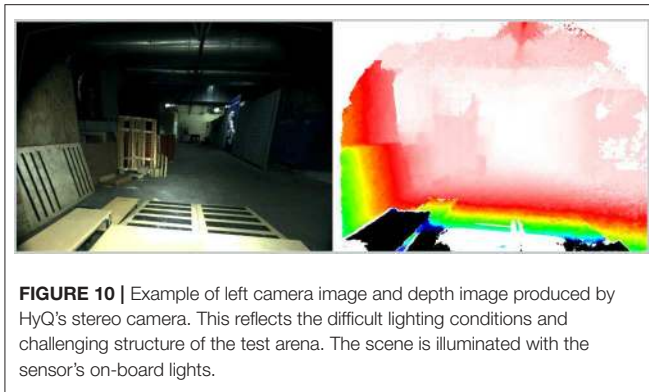 FIGURE 10 | Example of left camera image and depth image produced by
HyQ's stereo camera. This reflects the difficult lighting conditions and
challenging structure of the test arena. The scene is illuminated with the
sensor's on-board lights.